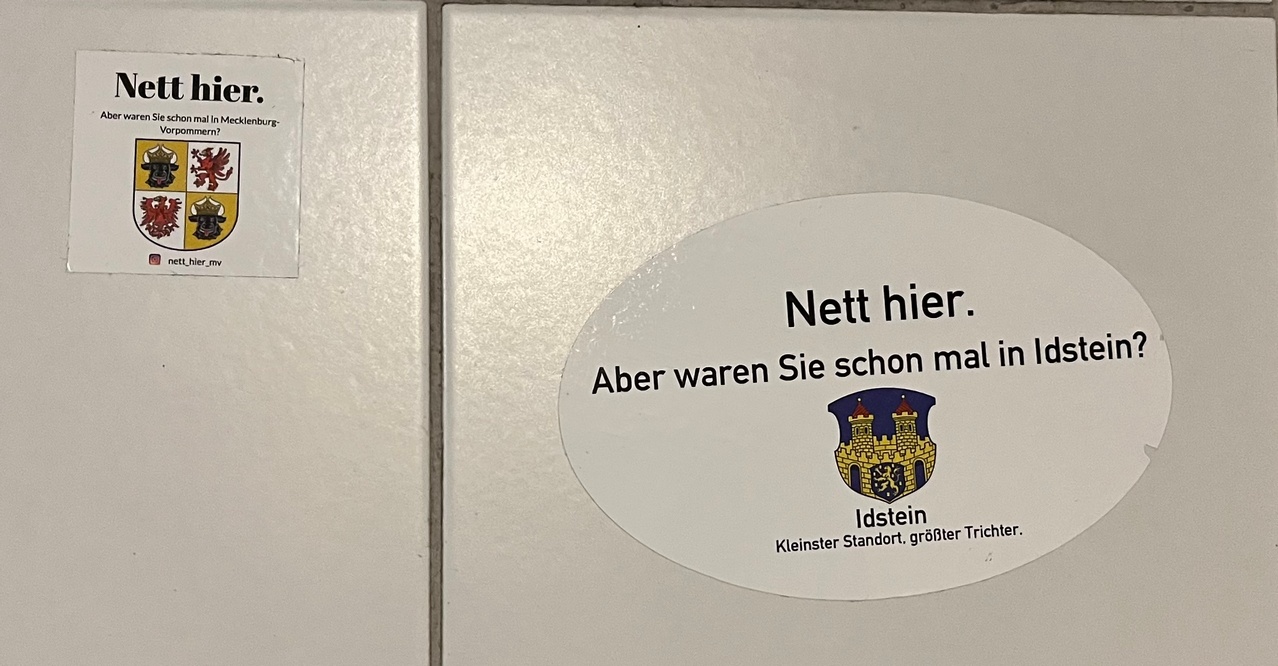 Nett hier.
Aber waren Sie schon mal in Mecklenburg-
Vorpommern?
nett_hier_mv
Nett hier.
Aber waren Sie schon mal in Idstein?
Idstein
Kleinster Standort, größter Trichter.